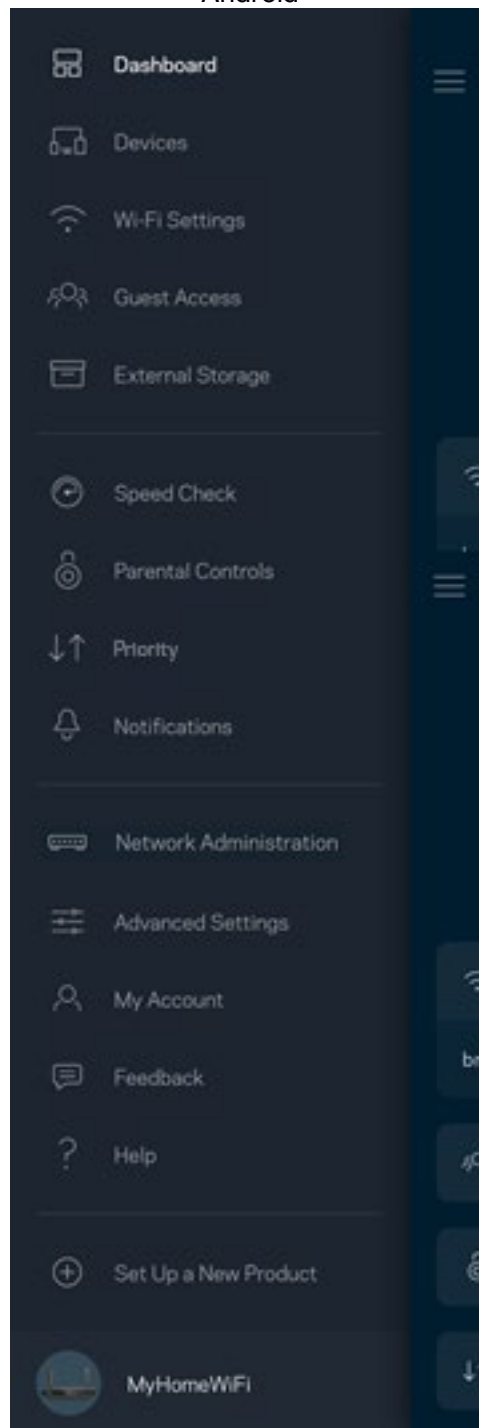 Dashboard
Devices
Wi-Fi Settings
Guest Access
External Storage
Speed Check
Parental Controls
Priority
Notifications
Network Administration
Advanced Settings
My Account
Feedback
? Help
Set Up a New Product
MyHomeWiFi